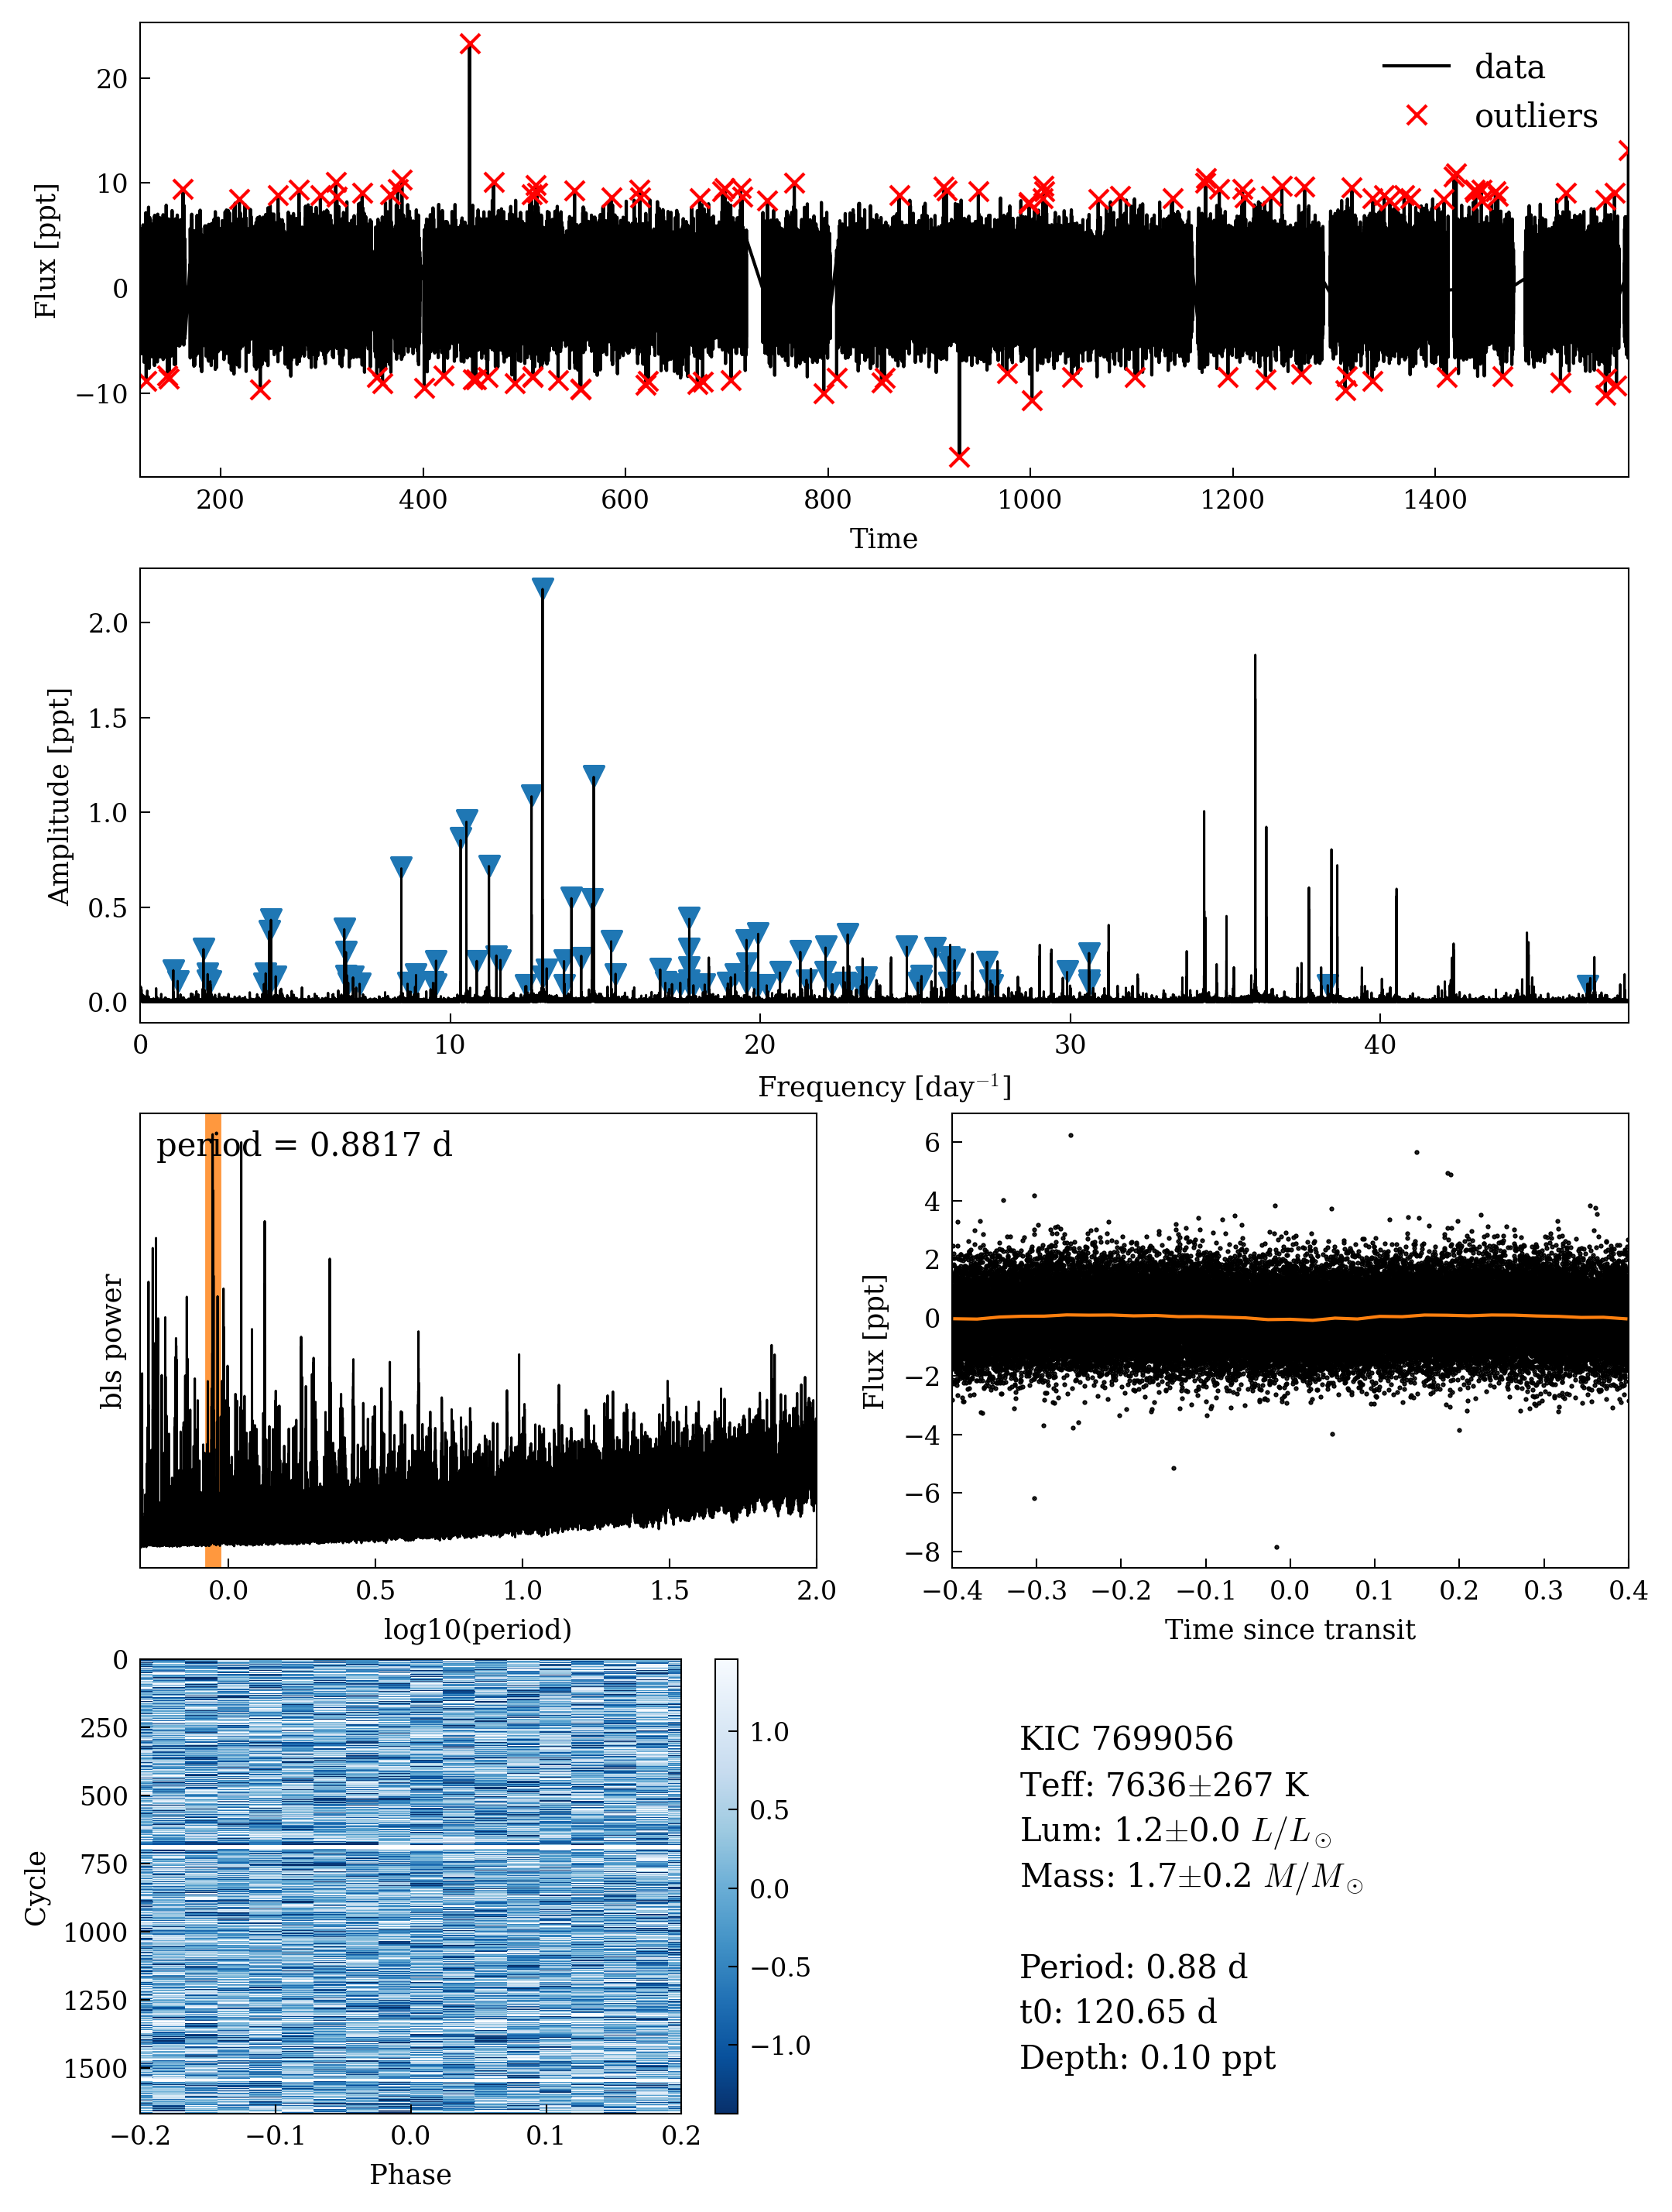 20
10
0
−10
Flux [ppt]
data
outliers
200 400 600 800 1000 1200 1400
Time
2.0
1.5
1.0
0.5
0.0
Amplitude [ppt]
0 10 20 30 40
Frequency [day⁻¹]
period = 0.8817 d
bls power
0.0 0.5 1.0 1.5 2.0
log10(period)
6
4
2
0
−2
−4
−6
−8
Flux [ppt]
−0.4 −0.3 −0.2 −0.1 0.0 0.1 0.2 0.3 0.4
Time since transit
0
250
500
750
1000
1250
1500
Cycle
−0.2 −0.1 0.0 0.1 0.2
Phase
1.0
0.5
0.0
−0.5
−1.0
KIC 7699056
Teff: 7636±267 K
Lum: 1.2±0.0 L/L☉
Mass: 1.7±0.2 M/M☉
Period: 0.88 d
t0: 120.65 d
Depth: 0.10 ppt